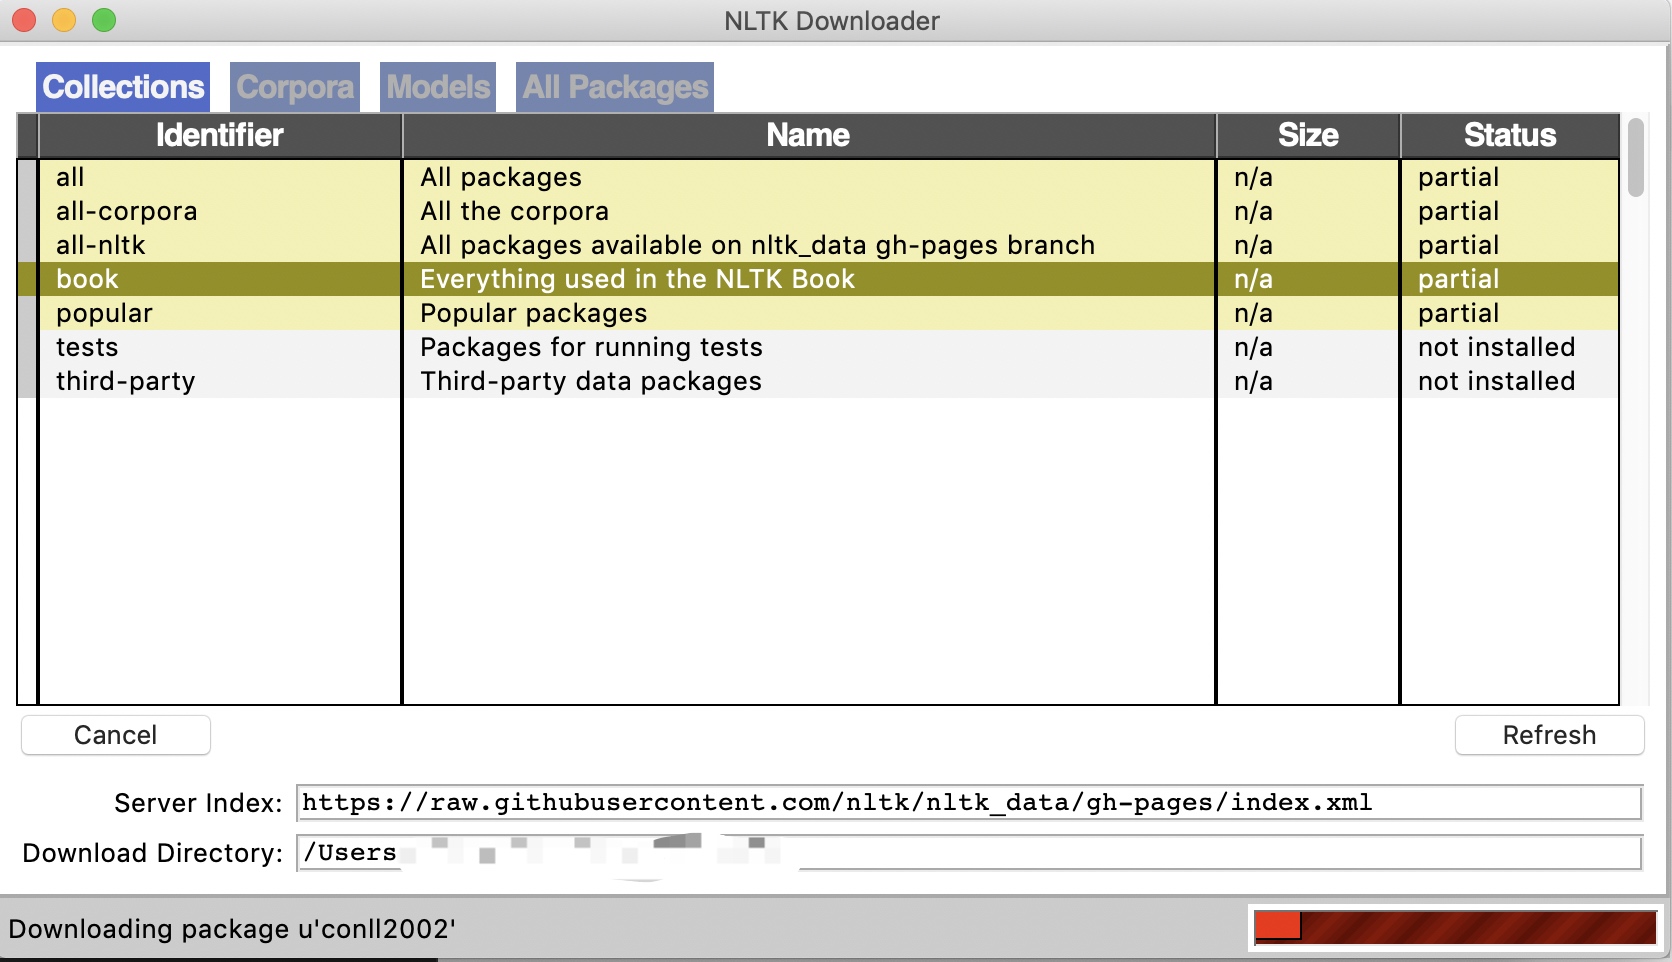 NLTK Downloader
Collections Corpora Models All Packages
Identifier Name Size Status
all All packages n/a partial
all-corpora All the corpora n/a partial
all-nltk All packages available on nltk_data gh-pages branch n/a partial
book Everything used in the NLTK Book n/a partial
popular Popular packages n/a partial
tests Packages for running tests n/a not installed
third-party Third-party data packages n/a not installed
Cancel Refresh
Server Index: https://raw.githubusercontent.com/nltk/nltk_data/gh-pages/index.xml
Download Directory: /Users
Downloading package u'conll2002'